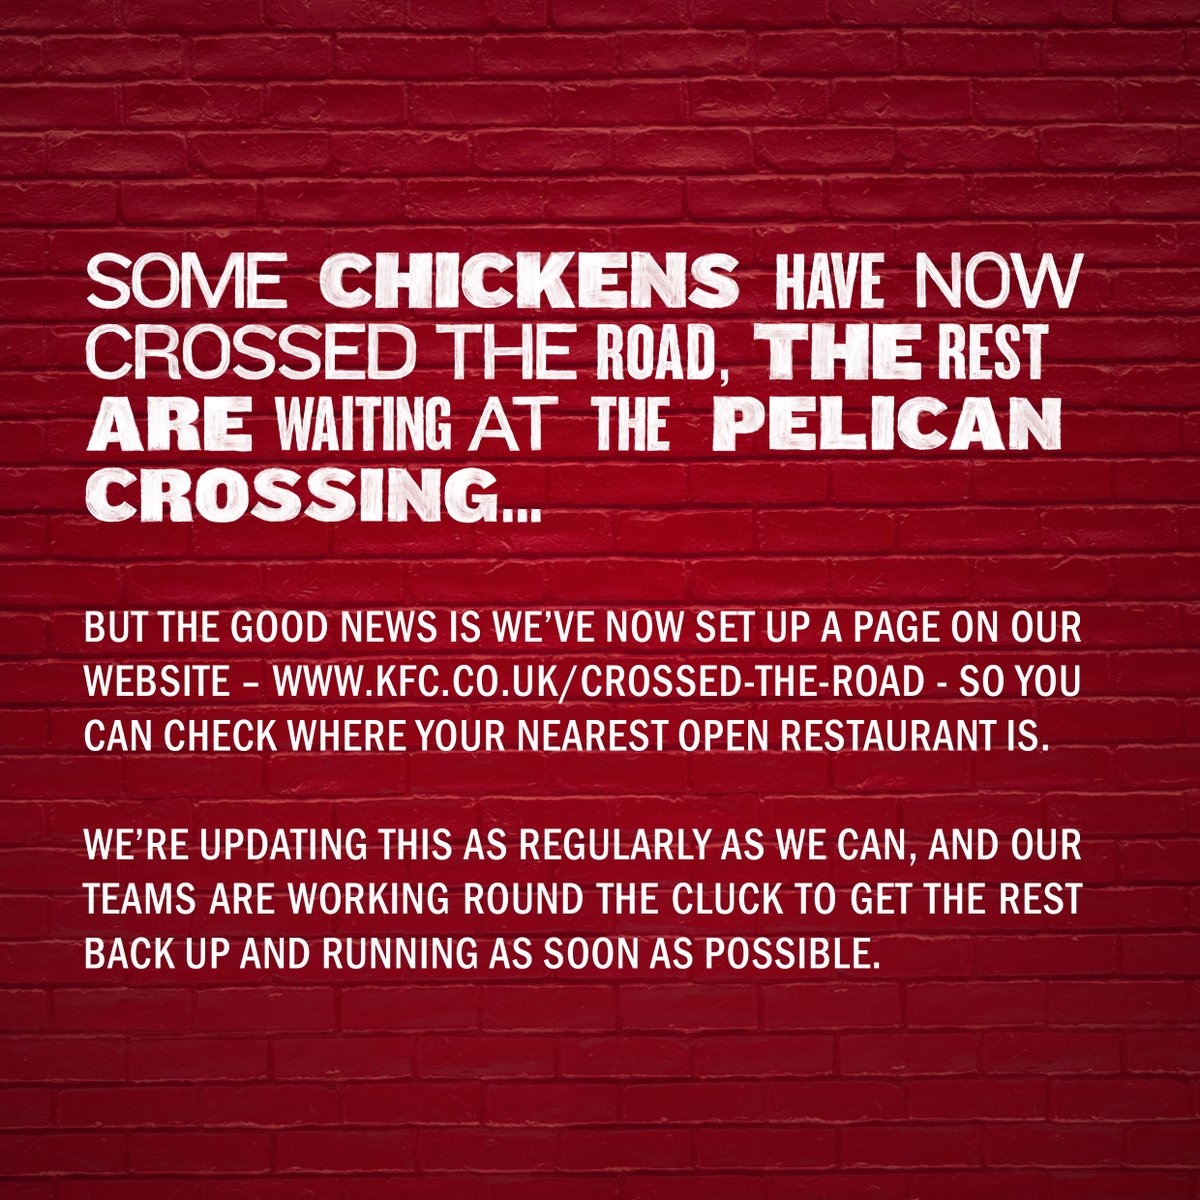 SOME CHICKENS HAVE NOW
CROSSED THE ROAD, THE REST
ARE WAITING AT THE PELICAN
CROSSING...
BUT THE GOOD NEWS IS WE'VE NOW SET UP A PAGE ON OUR
WEBSITE – WWW.KFC.CO.UK/CROSSED-THE-ROAD - SO YOU
CAN CHECK WHERE YOUR NEAREST OPEN RESTAURANT IS.
WE'RE UPDATING THIS AS REGULARLY AS WE CAN, AND OUR
TEAMS ARE WORKING ROUND THE CLUCK TO GET THE REST
BACK UP AND RUNNING AS SOON AS POSSIBLE.